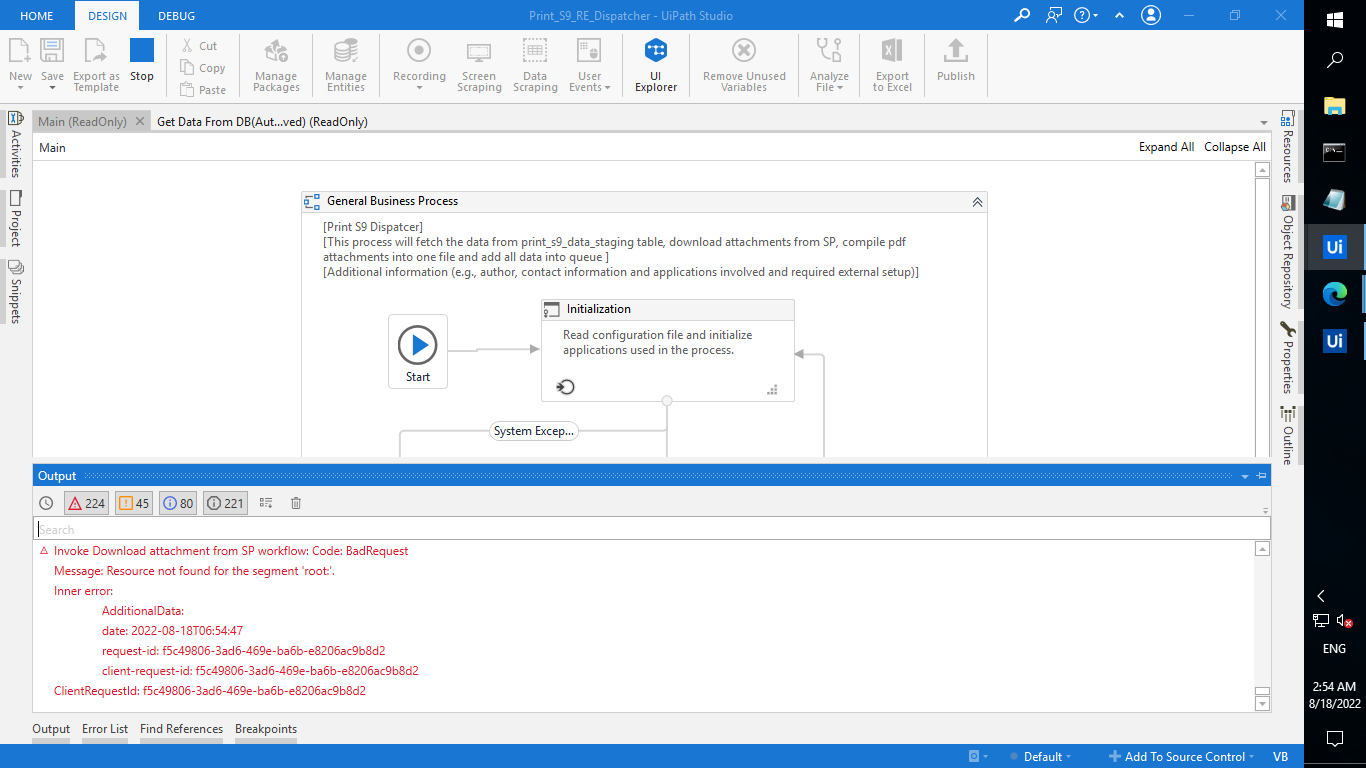 HOME DESIGN DEBUG Print_S9_RE_Dispatcher - UiPath Studio
New Save Export as Template Stop Cut Copy Paste Manage Packages Manage Entities Recording Screen Scraping Data Scraping User Events UI Explorer Remove Unused Variables Analyze File Export to Excel Publish
Main (ReadOnly) Get Data From DB(Aut...ved) (ReadOnly)
Main Expand All Collapse All
Activities
Project
Snippets
General Business Process
[Print S9 Dispatcer]
[This process will fetch the data from print_s9_data_staging table, download attachments from SP, compile pdf
attachments into one file and add all data into queue ]
[Additional information (e.g., author, contact information and applications involved and required external setup)]
Initialization
Read configuration file and initialize
applications used in the process.
Start
System Excep...
Resources
Object Repository
Properties
Outline
Output
224 45 80 221
Search
Invoke Download attachment from SP workflow: Code: BadRequest
Message: Resource not found for the segment 'root:'.
Inner error:
AdditionalData:
date: 2022-08-18T06:54:47
request-id: f5c49806-3ad6-469e-ba6b-e8206ac9b8d2
client-request-id: f5c49806-3ad6-469e-ba6b-e8206ac9b8d2
ClientRequestId: f5c49806-3ad6-469e-ba6b-e8206ac9b8d2
Output Error List Find References Breakpoints
Default Add To Source Control VB
Ui
Ui
ENG
2:54 AM
8/18/2022